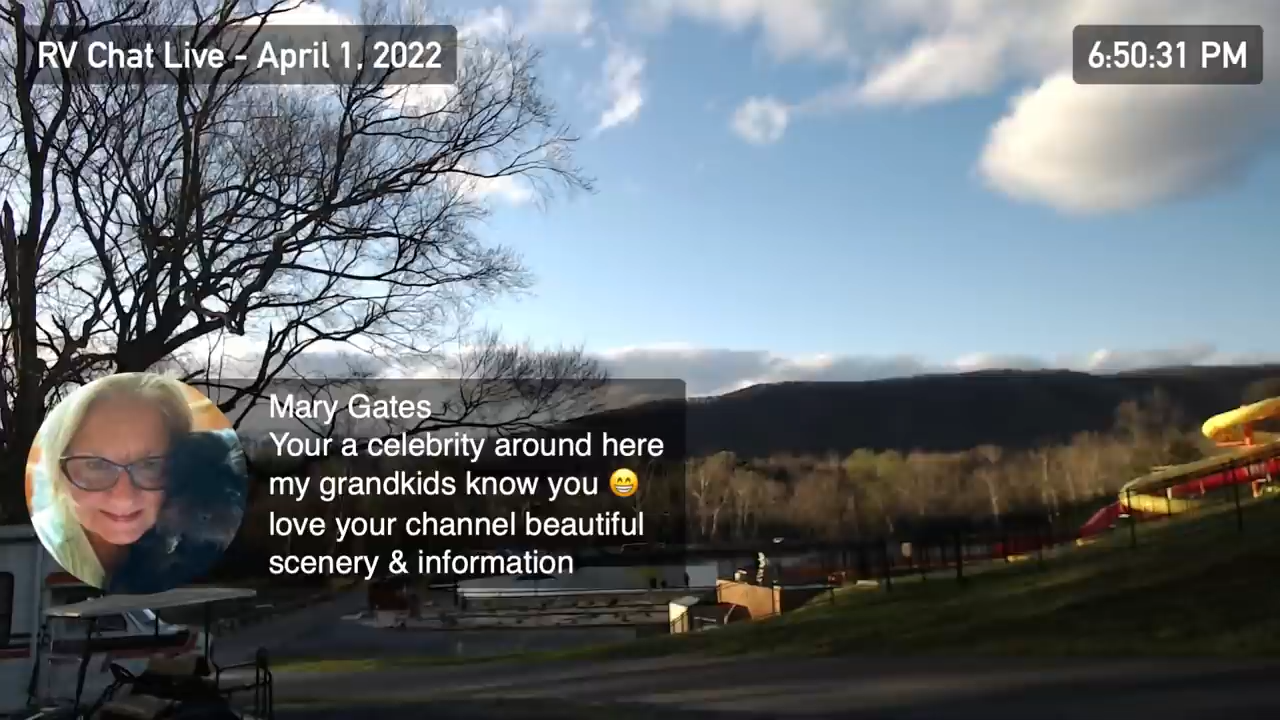 RV Chat Live - April 1, 2022
6:50:31 PM
Mary Gates
Your a celebrity around here
my grandkids know you 😁
love your channel beautiful
scenery & information